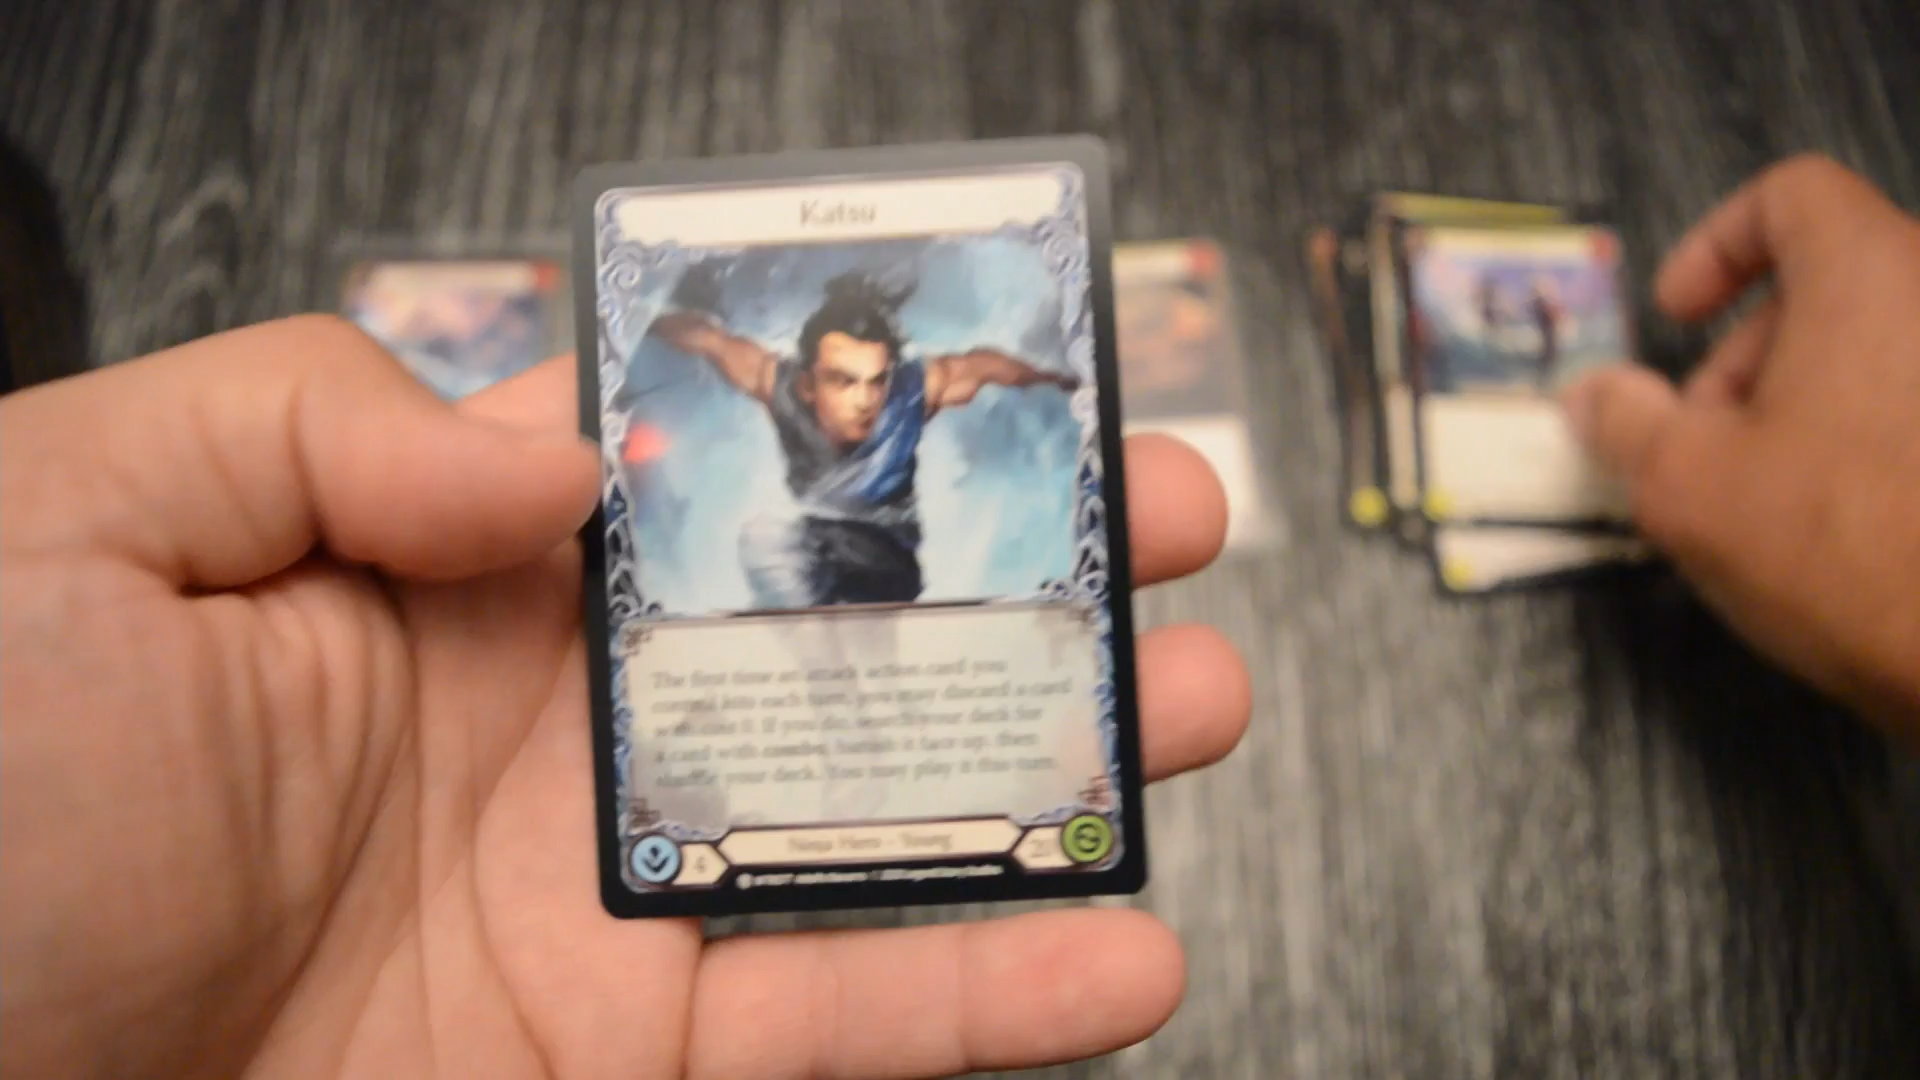 Katsu
The first time an attack action card you
control hits each turn, you may discard a card
with cost 0. If you do, search your deck for
a card with combo, banish it face up, then
shuffle your deck. You may play it this turn.
4
Ninja Hero - Young
20